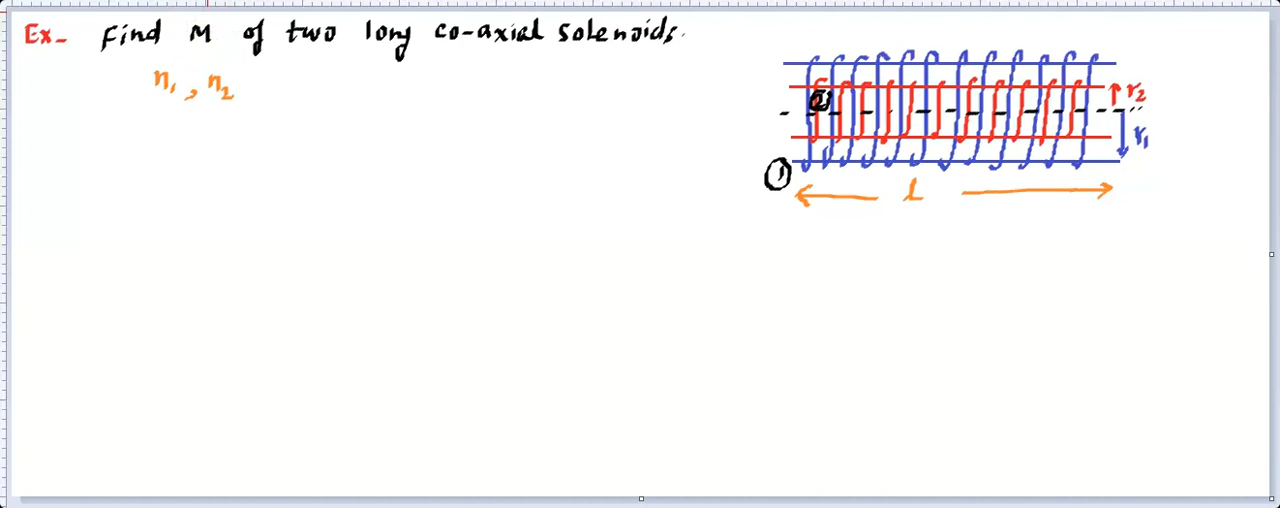 Ex- Find M of two long co-axial solenoids.
n₁, n₂
②
r₂
r₁
①
l